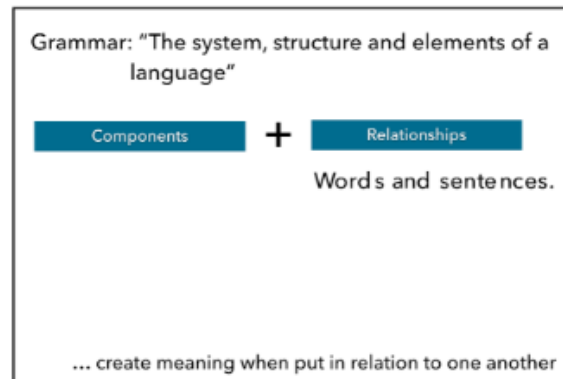 Grammar: "The system, structure and elements of a
language"
Components + Relationships
Words and sentences.
... create meaning when put in relation to one another